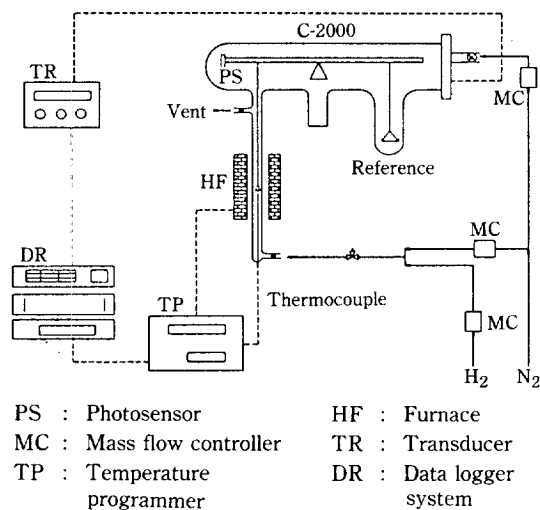 C-2000
TR
PS
MC
Vent
Reference
HF
MC
DR
Thermocouple
TP
MC
H2 N2
PS : Photosensor
MC : Mass flow controller
TP : Temperature
programmer
HF : Furnace
TR : Transducer
DR : Data logger
system